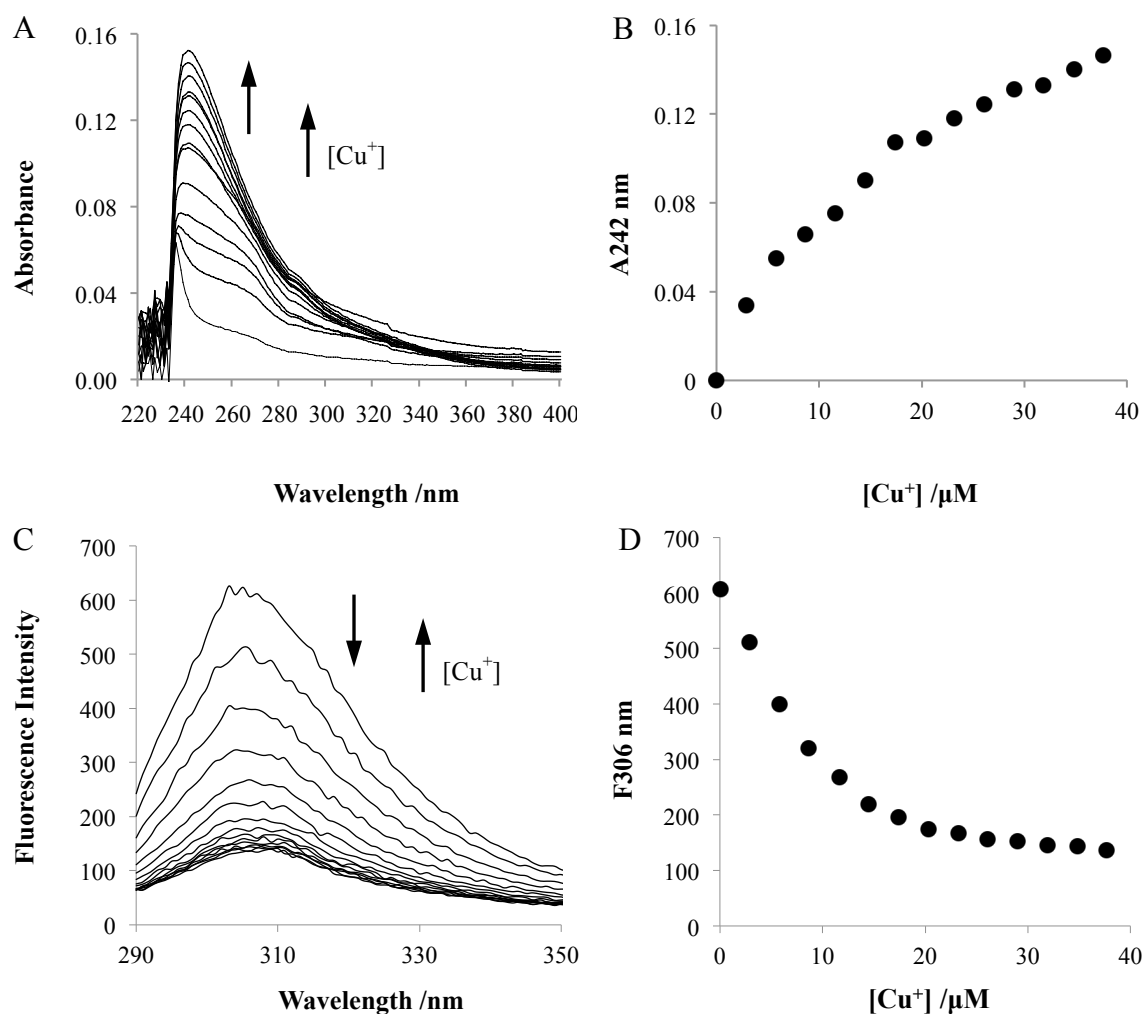 A
0.16
0.12
0.08
0.04
0.00
Absorbance
[Cu⁺]
220 240 260 280 300 320 340 360 380 400
Wavelength /nm
B
0.16
0.12
0.08
0.04
0
A242 nm
0 10 20 30 40
[Cu⁺] /µM
C
700
600
500
400
300
200
100
0
Fluorescence Intensity
[Cu⁺]
290 310 330 350
Wavelength /nm
D
700
600
500
400
300
200
100
0
F306 nm
0 10 20 30 40
[Cu⁺] /µM